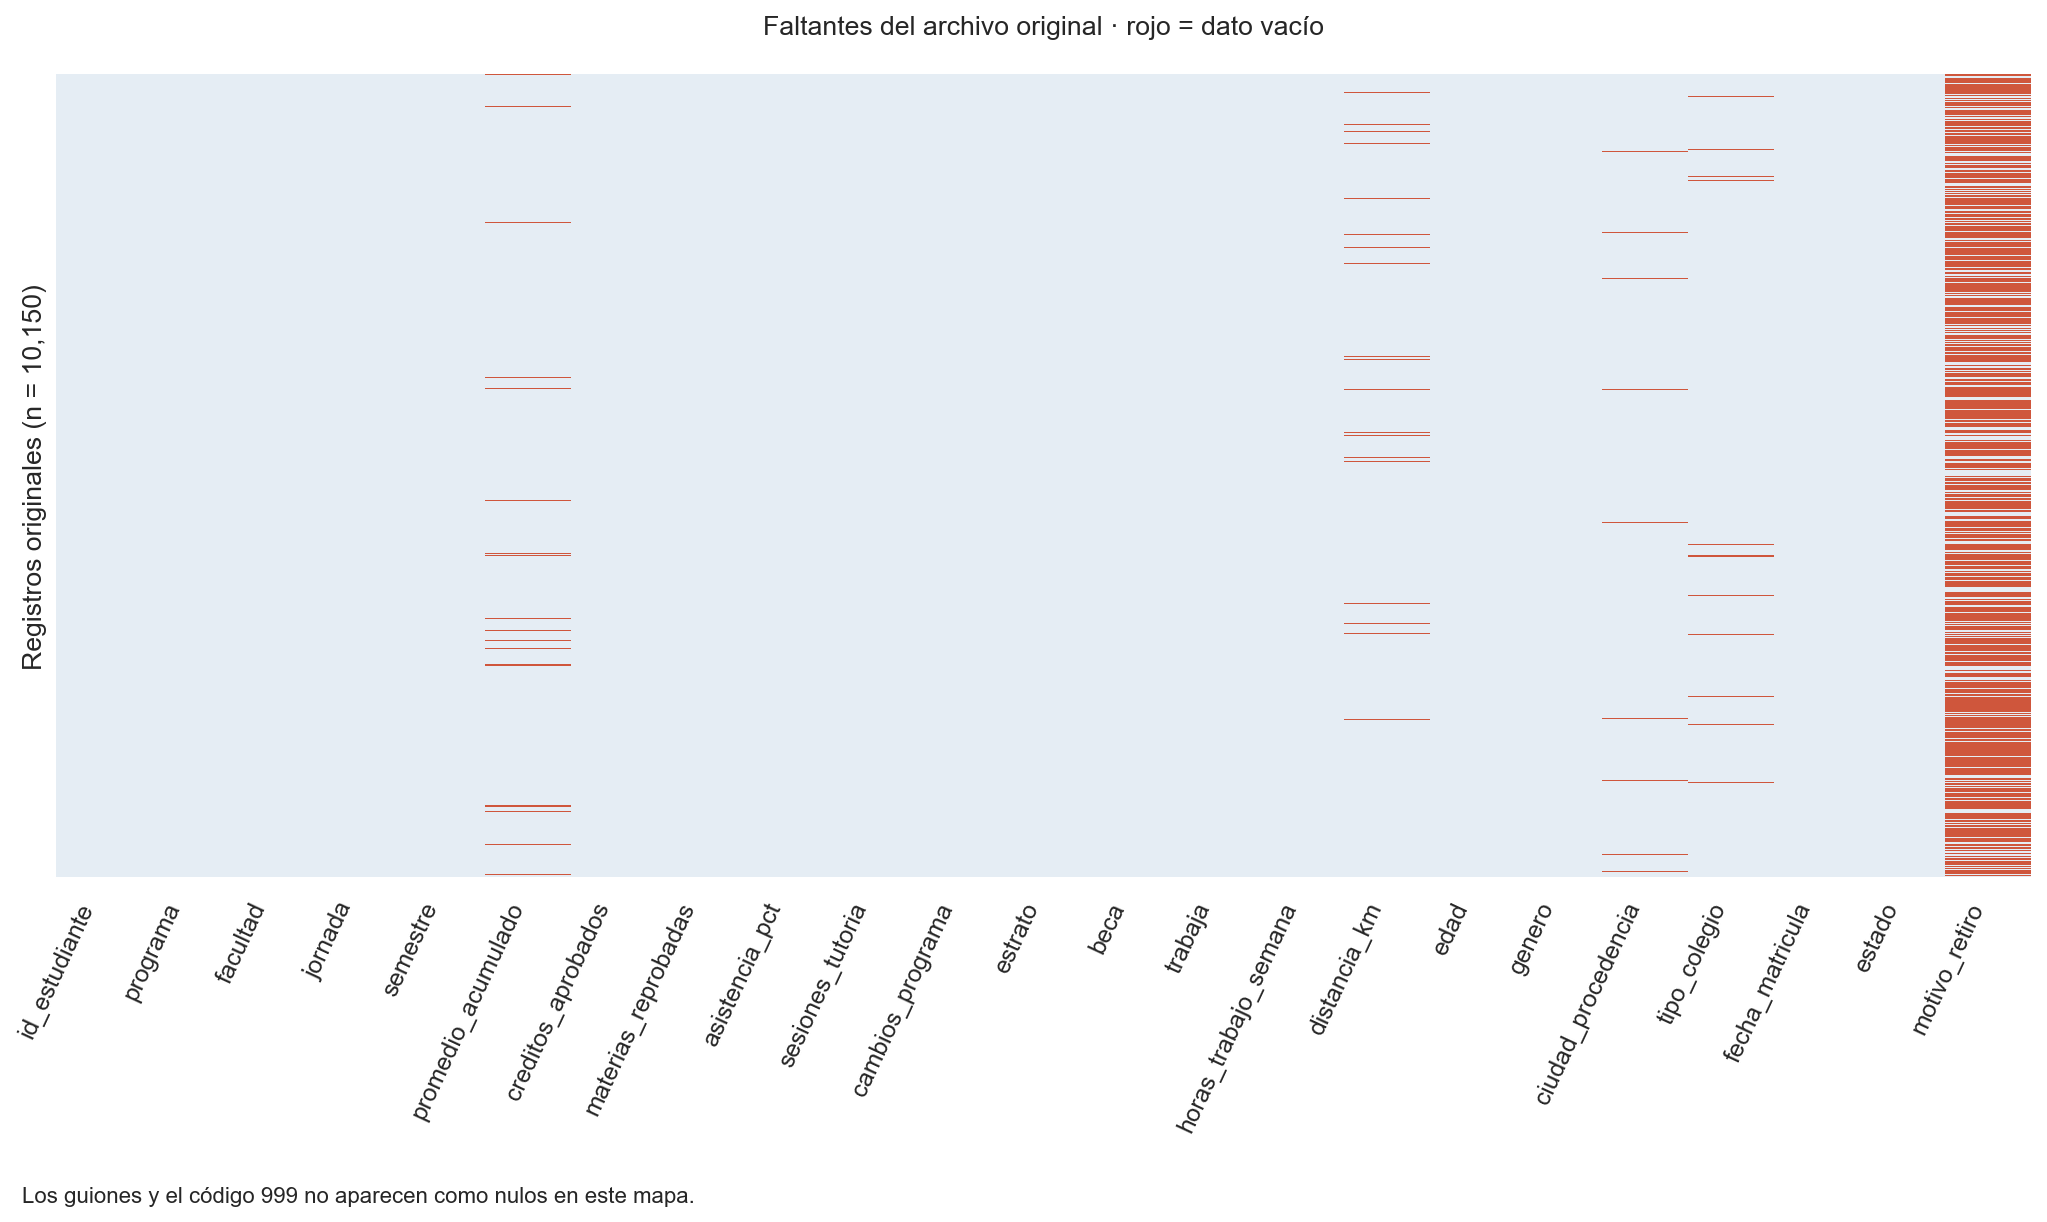 Faltantes del archivo original · rojo = dato vacío
Registros originales (n = 10,150)
id_estudiante
programa
facultad
jornada
semestre
promedio_acumulado
creditos_aprobados
materias_reprobadas
asistencia_pct
sesiones_tutoria
cambios_programa
estrato
beca
trabaja
horas_trabajo_semana
distancia_km
edad
genero
ciudad_procedencia
tipo_colegio
fecha_matricula
estado
motivo_retiro
Los guiones y el código 999 no aparecen como nulos en este mapa.